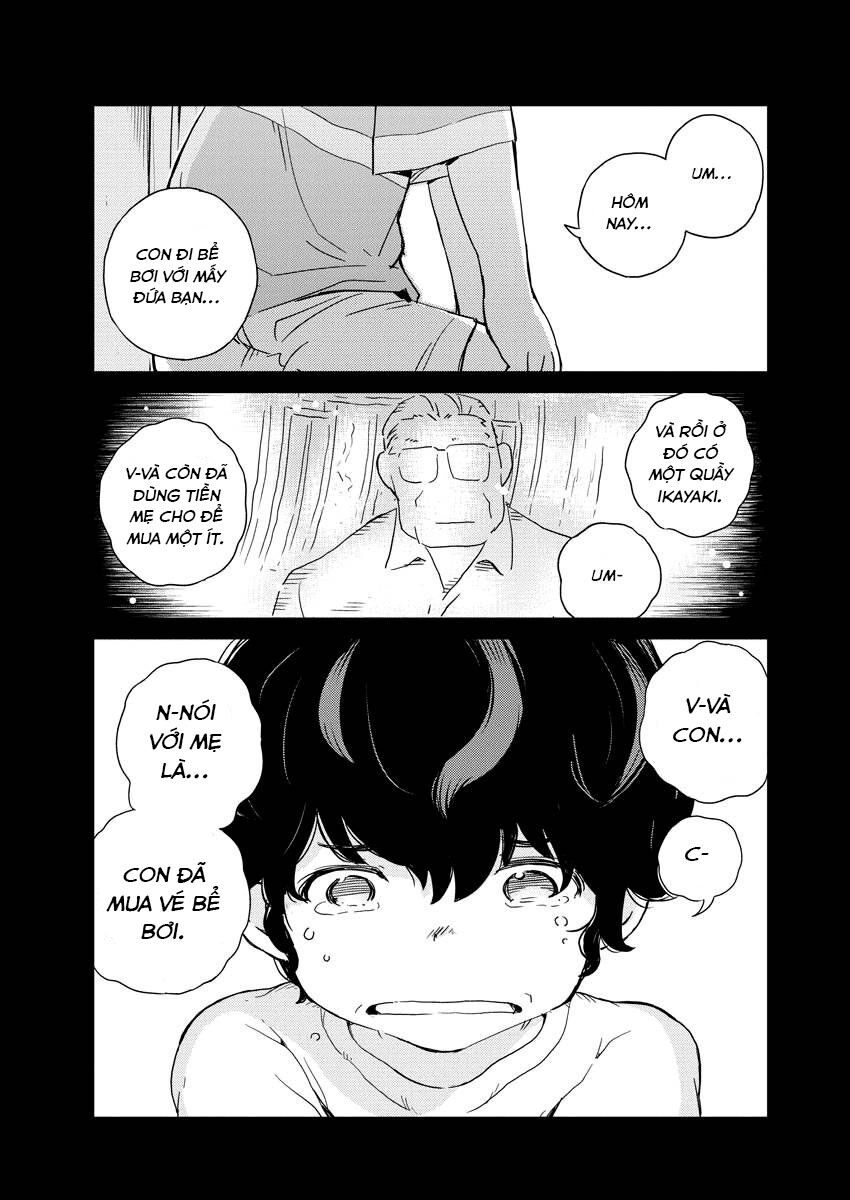 UM...
HÔM
NAY...
CON ĐI BỂ
BƠI VỚI MẤY
ĐỨA BẠN...
VÀ RỒI Ở
ĐÓ CÓ
MỘT QUẦY
IKAYAKI.
UM-
V-VÀ CÒN ĐÃ
DÙNG TIỀN
MẸ CHO ĐỂ
MUA MỘT ÍT.
V-VÀ
CON...
C-
N-NÓI
VỚI MẸ
LÀ...
CON ĐÃ
MUA VÉ BỂ
BƠI.